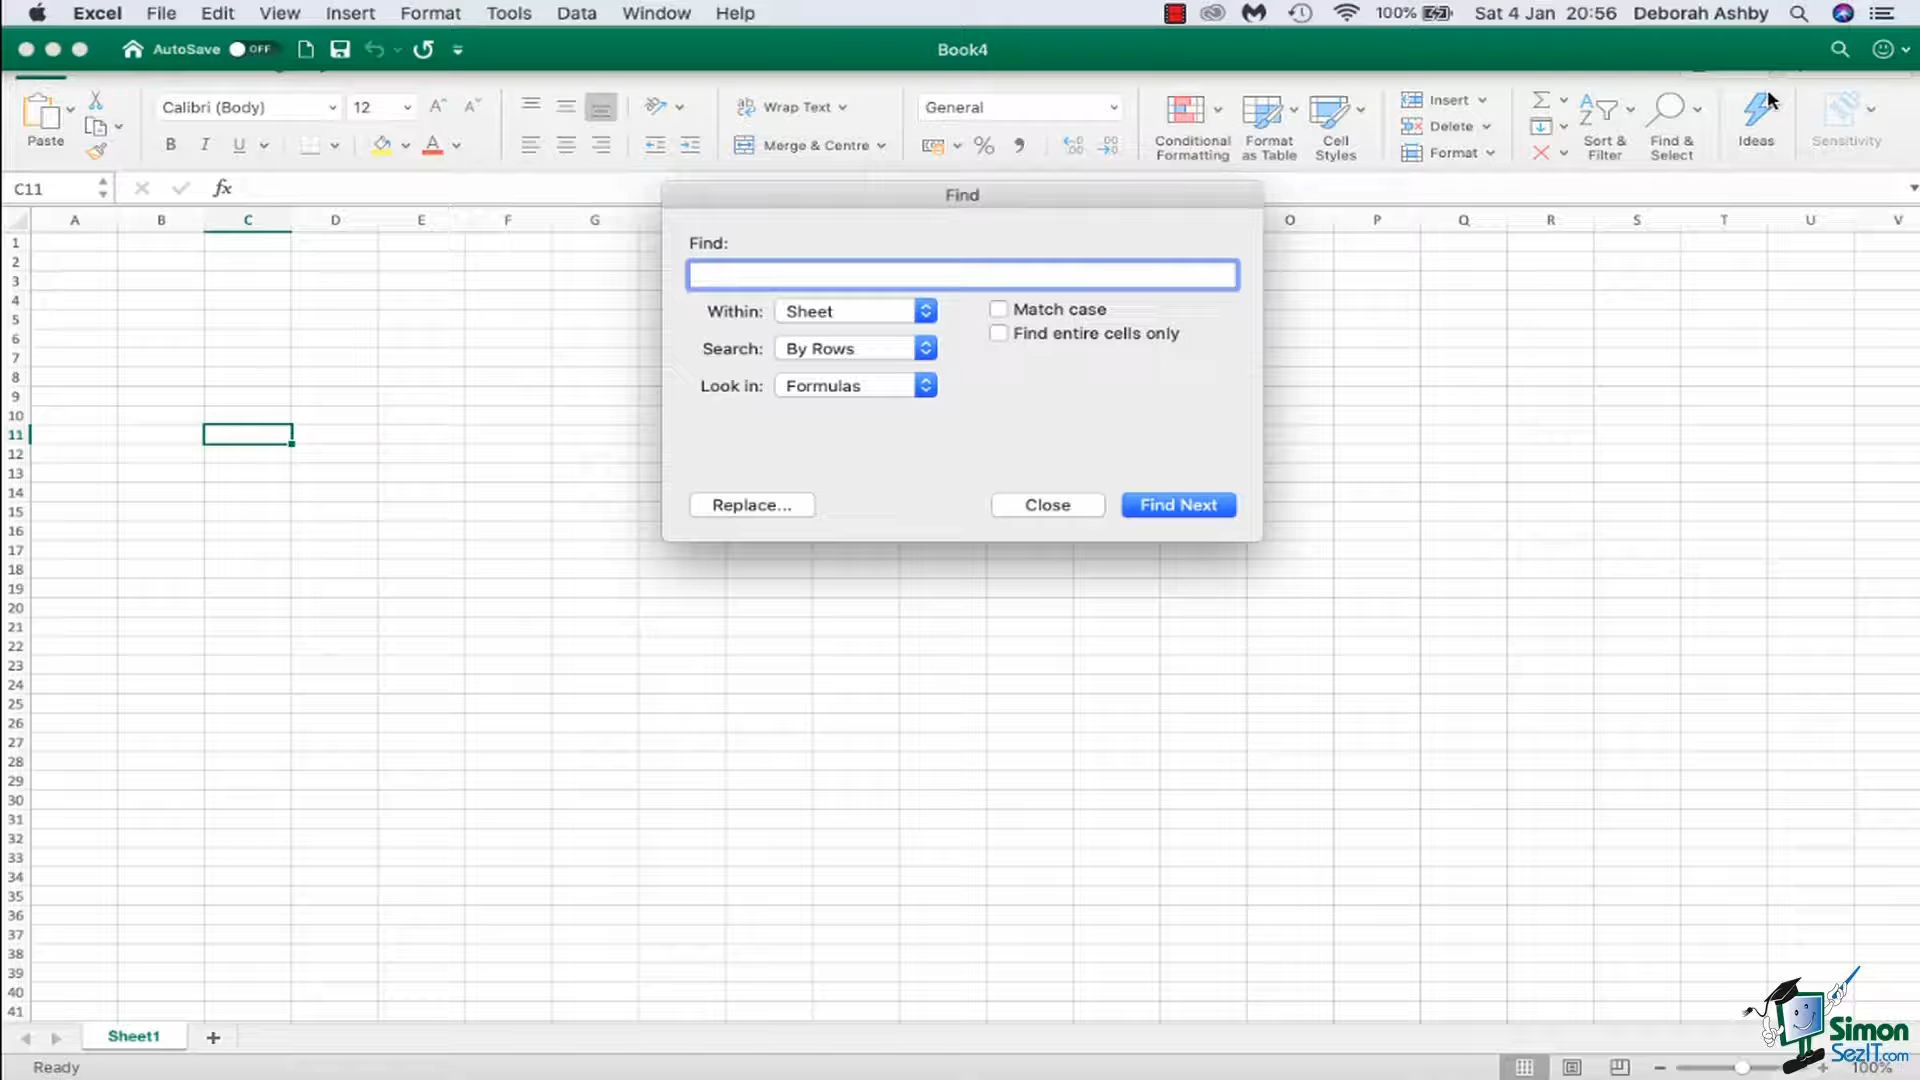 Excel File Edit View Insert Format Tools Data Window Help 100% Sat 4 Jan 20:56 Deborah Ashby
AutoSave OFF Book4
Calibri (Body) 12 Wrap Text General Insert
Delete
Paste B I U Merge & Centre % Conditional Formatting Format as Table Cell Styles Format Sort & Filter Find & Select Ideas Sensitivity
C11 fx
Find
A B C D E F G O P Q R S T U V
Find:
Within: Sheet Match case
Find entire cells only
Search: By Rows
Look in: Formulas
Replace... Close Find Next
1
2
3
4
5
6
7
8
9
10
11
12
13
14
15
16
17
18
19
20
21
22
23
24
25
26
27
28
29
30
31
32
33
34
35
36
37
38
39
40
41
Sheet1 +
Simon
SezIT.com
Ready 100%